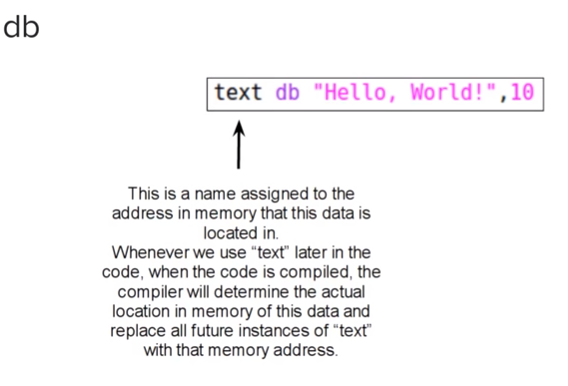 db
text db "Hello, World!",10
This is a name assigned to the
address in memory that this data is
located in.
Whenever we use “text” later in the
code, when the code is compiled, the
compiler will determine the actual
location in memory of this data and
replace all future instances of “text”
with that memory address.